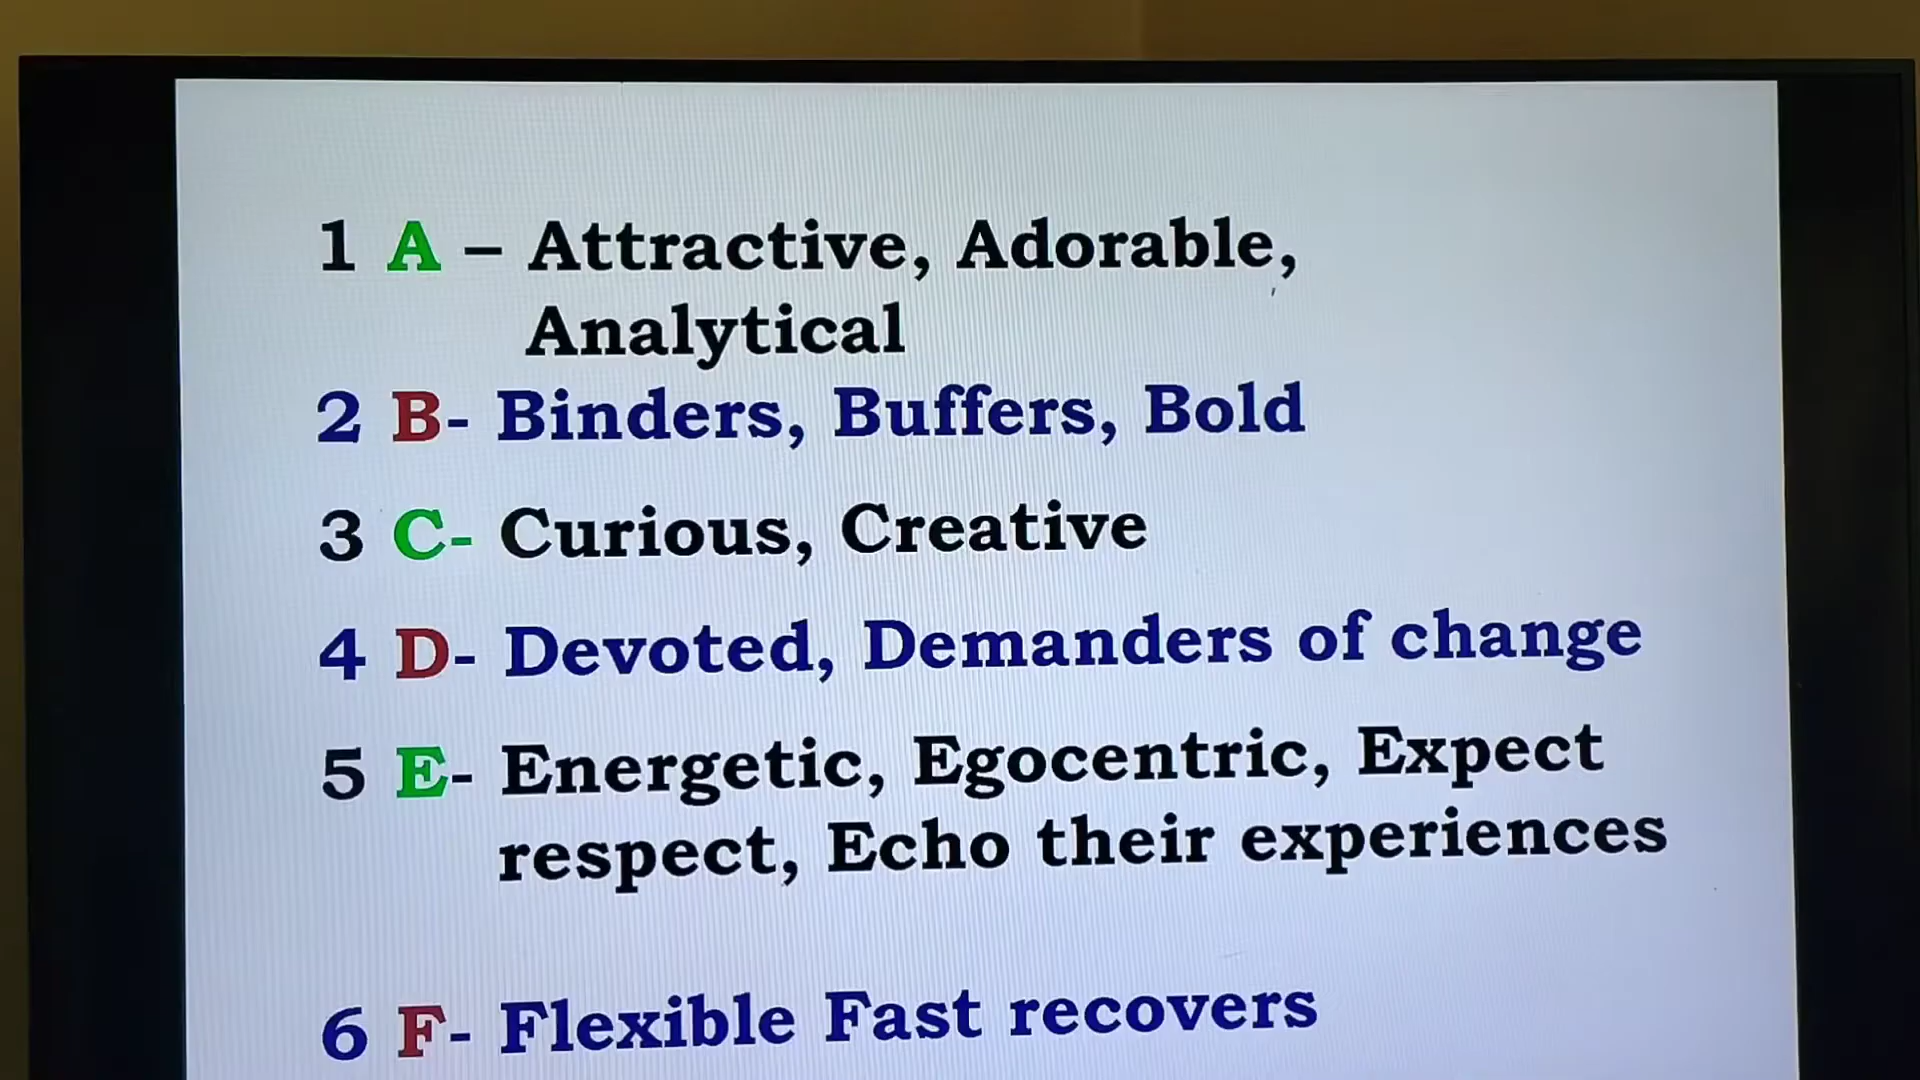 1 A – Attractive, Adorable,
Analytical
2 B- Binders, Buffers, Bold
3 C- Curious, Creative
4 D- Devoted, Demanders of change
5 E- Energetic, Egocentric, Expect
respect, Echo their experiences
6 F- Flexible Fast recovers